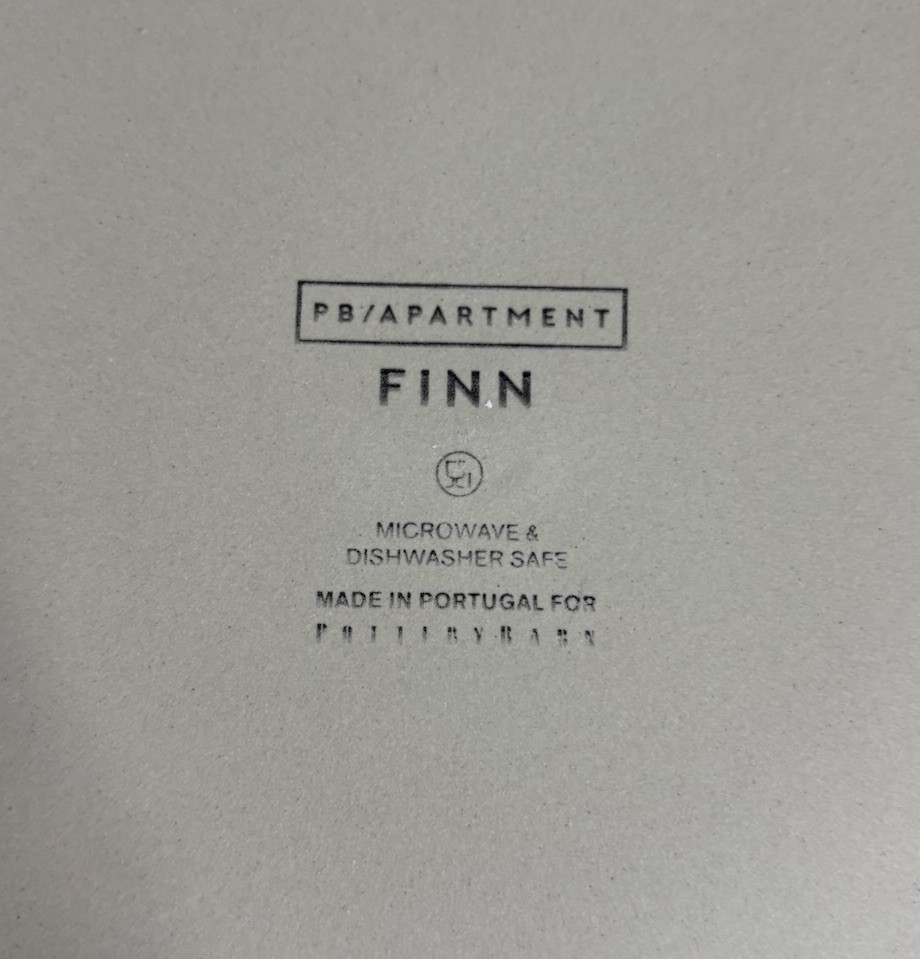 PB/APARTMENT
FINN
MICROWAVE &
DISHWASHER SAFE
MADE IN PORTUGAL FOR
POTTERYBARN